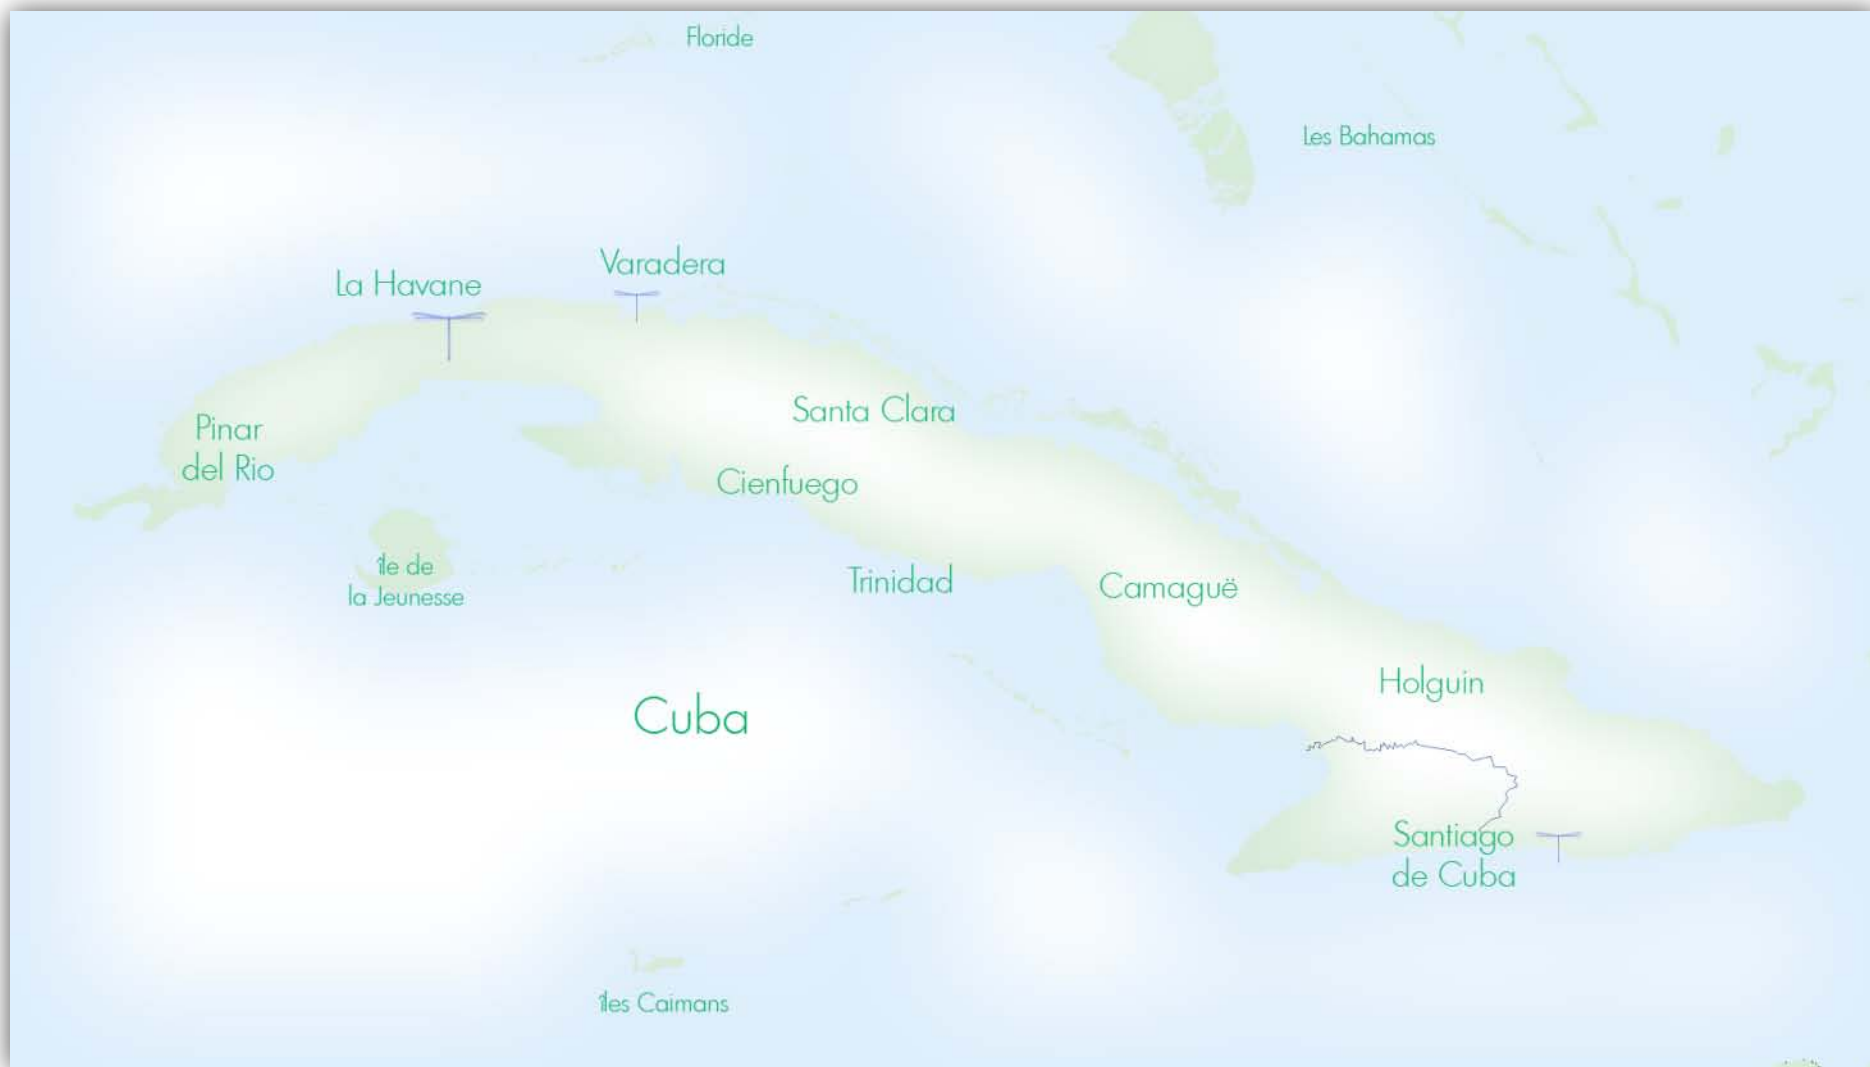 Floride
Les Bahamas
Varadera
La Havane
Santa Clara
Pinar
del Rio
Cienfuego
île de
la Jeunesse
Trinidad
Camaguë
Holguin
Cuba
Santiago
de Cuba
îles Caimans